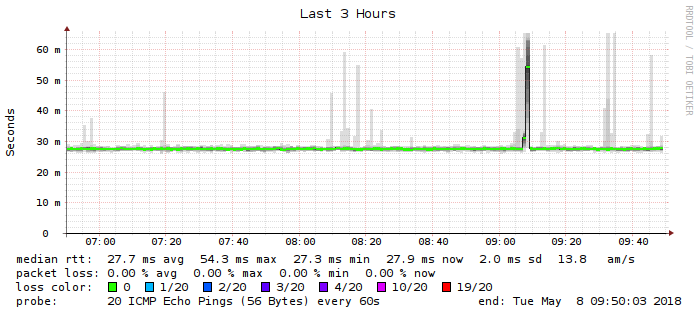 Last 3 Hours
RRDTOOL / TOBI OETIKER
Seconds
60 m
50 m
40 m
30 m
20 m
10 m
0
07:00 07:20 07:40 08:00 08:20 08:40 09:00 09:20 09:40
median rtt: 27.7 ms avg 54.3 ms max 27.3 ms min 27.9 ms now 2.0 ms sd 13.8 am/s
packet loss: 0.00 % avg 0.00 % max 0.00 % min 0.00 % now
loss color: 0 1/20 2/20 3/20 4/20 10/20 19/20
probe: 20 ICMP Echo Pings (56 Bytes) every 60s end: Tue May 8 09:50:03 2018